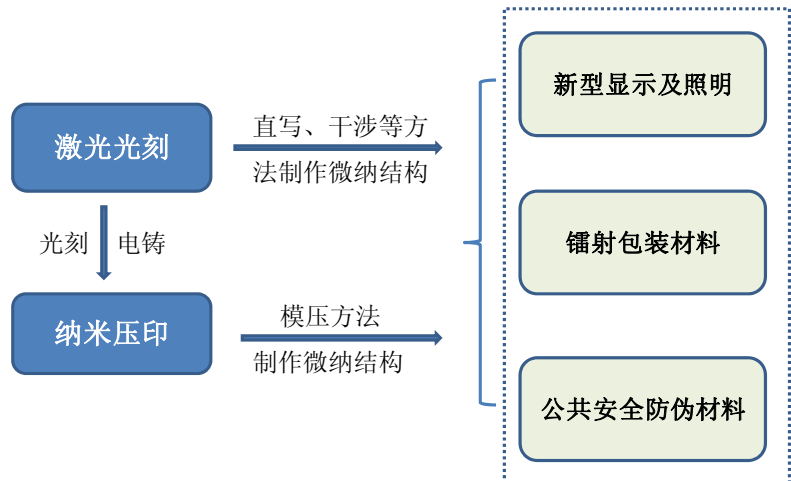 新型显示及照明
激光光刻
直写、干涉等方
法制作微纳结构
光刻
电铸
镭射包装材料
纳米压印
模压方法
制作微纳结构
公共安全防伪材料